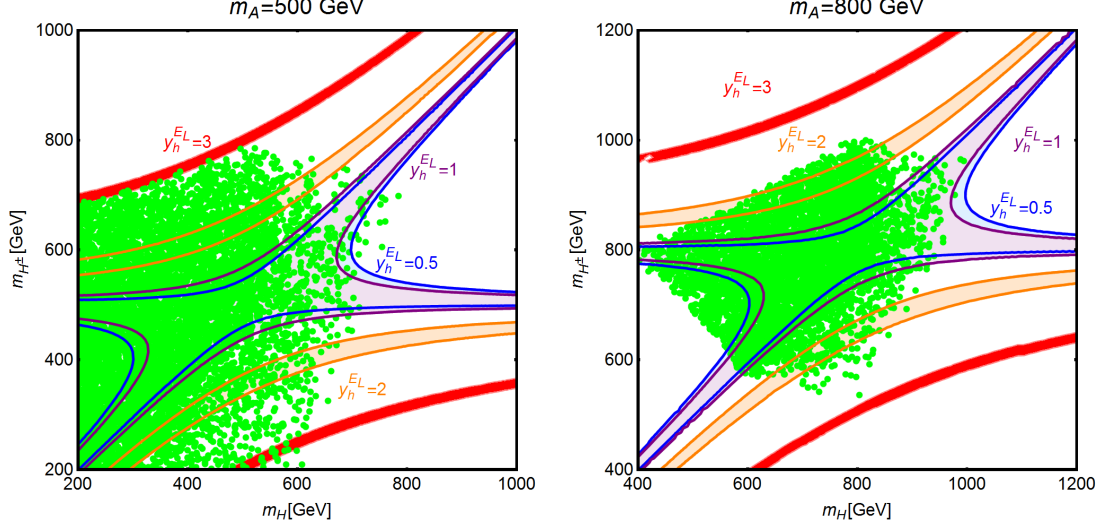 m_A=500 GeV
1000
800
600
400
200
m_H±[GeV]
y_h^{E_L}=3
y_h^{E_L}=1
y_h^{E_L}=0.5
y_h^{E_L}=2
200 400 600 800 1000
m_H[GeV]
m_A=800 GeV
1200
1000
800
600
400
m_H±[GeV]
y_h^{E_L}=3
y_h^{E_L}=2
y_h^{E_L}=1
y_h^{E_L}=0.5
400 600 800 1000 1200
m_H[GeV]